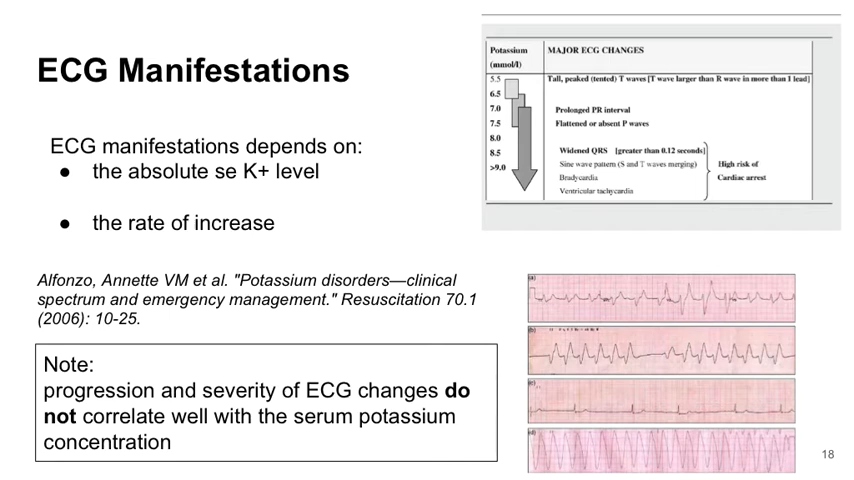 ECG Manifestations
ECG manifestations depends on:
● the absolute se K+ level
● the rate of increase
Alfonzo, Annette VM et al. "Potassium disorders—clinical
spectrum and emergency management." Resuscitation 70.1
(2006): 10-25.
Note:
progression and severity of ECG changes do
not correlate well with the serum potassium
concentration
Potassium
(mmol/l)
MAJOR ECG CHANGES
5.5
Tall, peaked (tented) T waves [T wave larger than R wave in more than 1 lead]
6.5
7.0
Prolonged PR interval
7.5
Flattened or absent P waves
8.0
8.5
Widened QRS [greater than 0.12 seconds]
>9.0
Sine wave pattern (S and T waves merging)
Bradycardia
Ventricular tachycardia
High risk of
Cardiac arrest
(a)
(b)
(c)
(d)
18